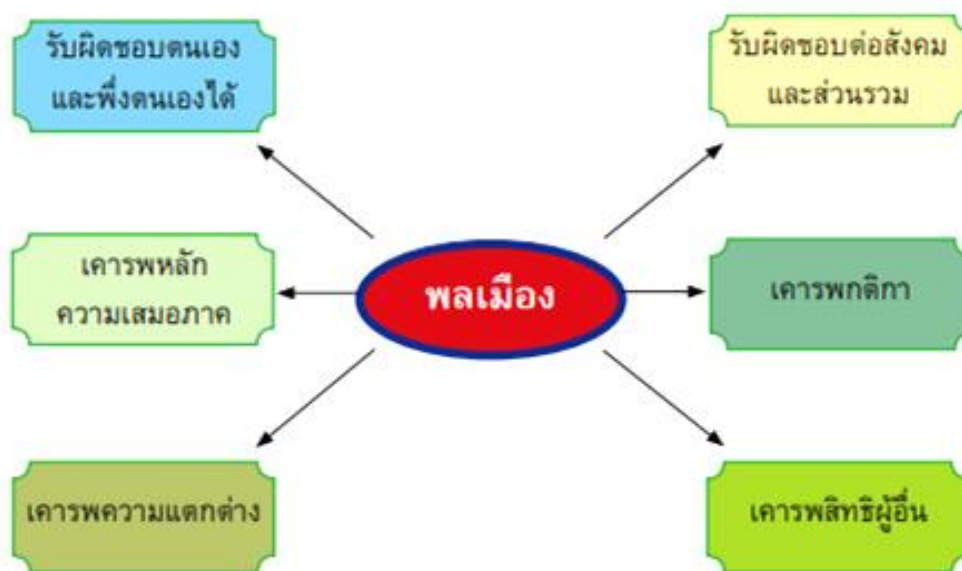 รับผิดชอบตนเอง
และพึ่งตนเองได้
รับผิดชอบต่อสังคม
และส่วนรวม
เคารพหลัก
ความเสมอภาค
พลเมือง
เคารพกติกา
เคารพความแตกต่าง
เคารพสิทธิผู้อื่น